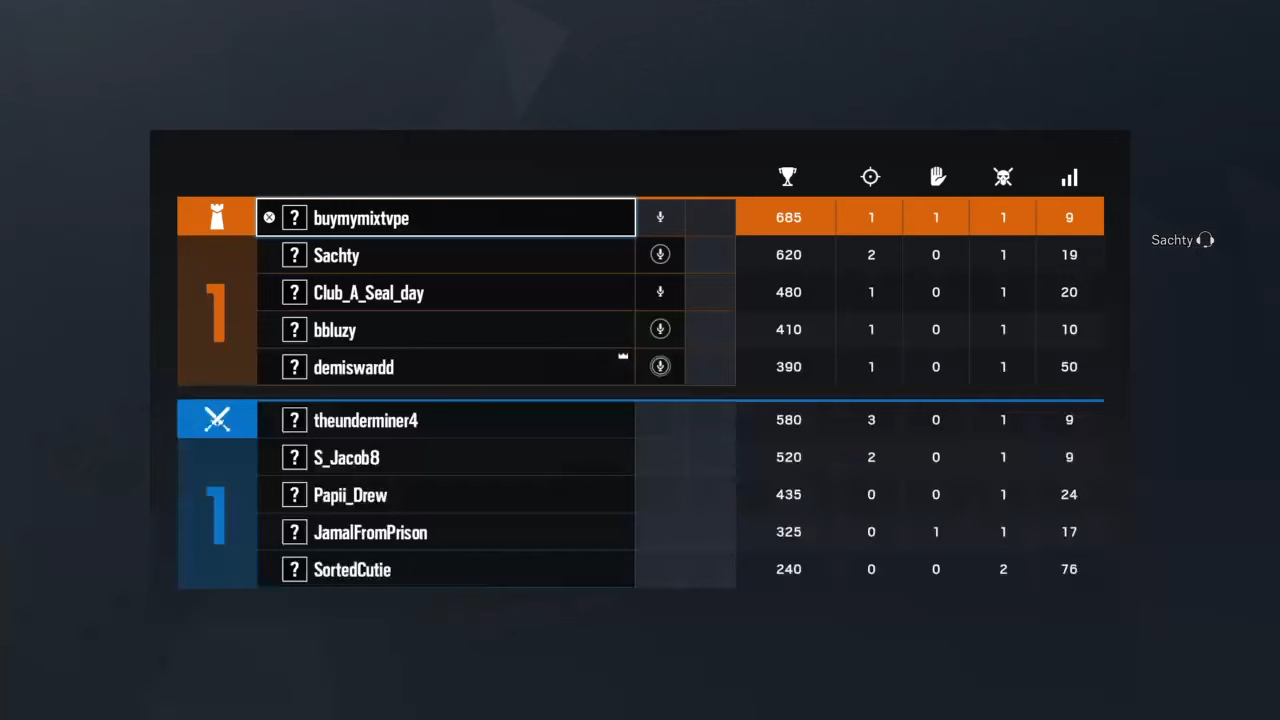 ? buymymixtvpe 685 1 1 1 9
Sachty
? Sachty 620 2 0 1 19
1
? Club_A_Seal_day 480 1 0 1 20
? bbluzy 410 1 0 1 10
? demiswardd 390 1 0 1 50
? theunderminer4 580 3 0 1 9
? S_Jacob8 520 2 0 1 9
1
? Papii_Drew 435 0 0 1 24
? JamalFromPrison 325 0 1 1 17
? SortedCutie 240 0 0 2 76